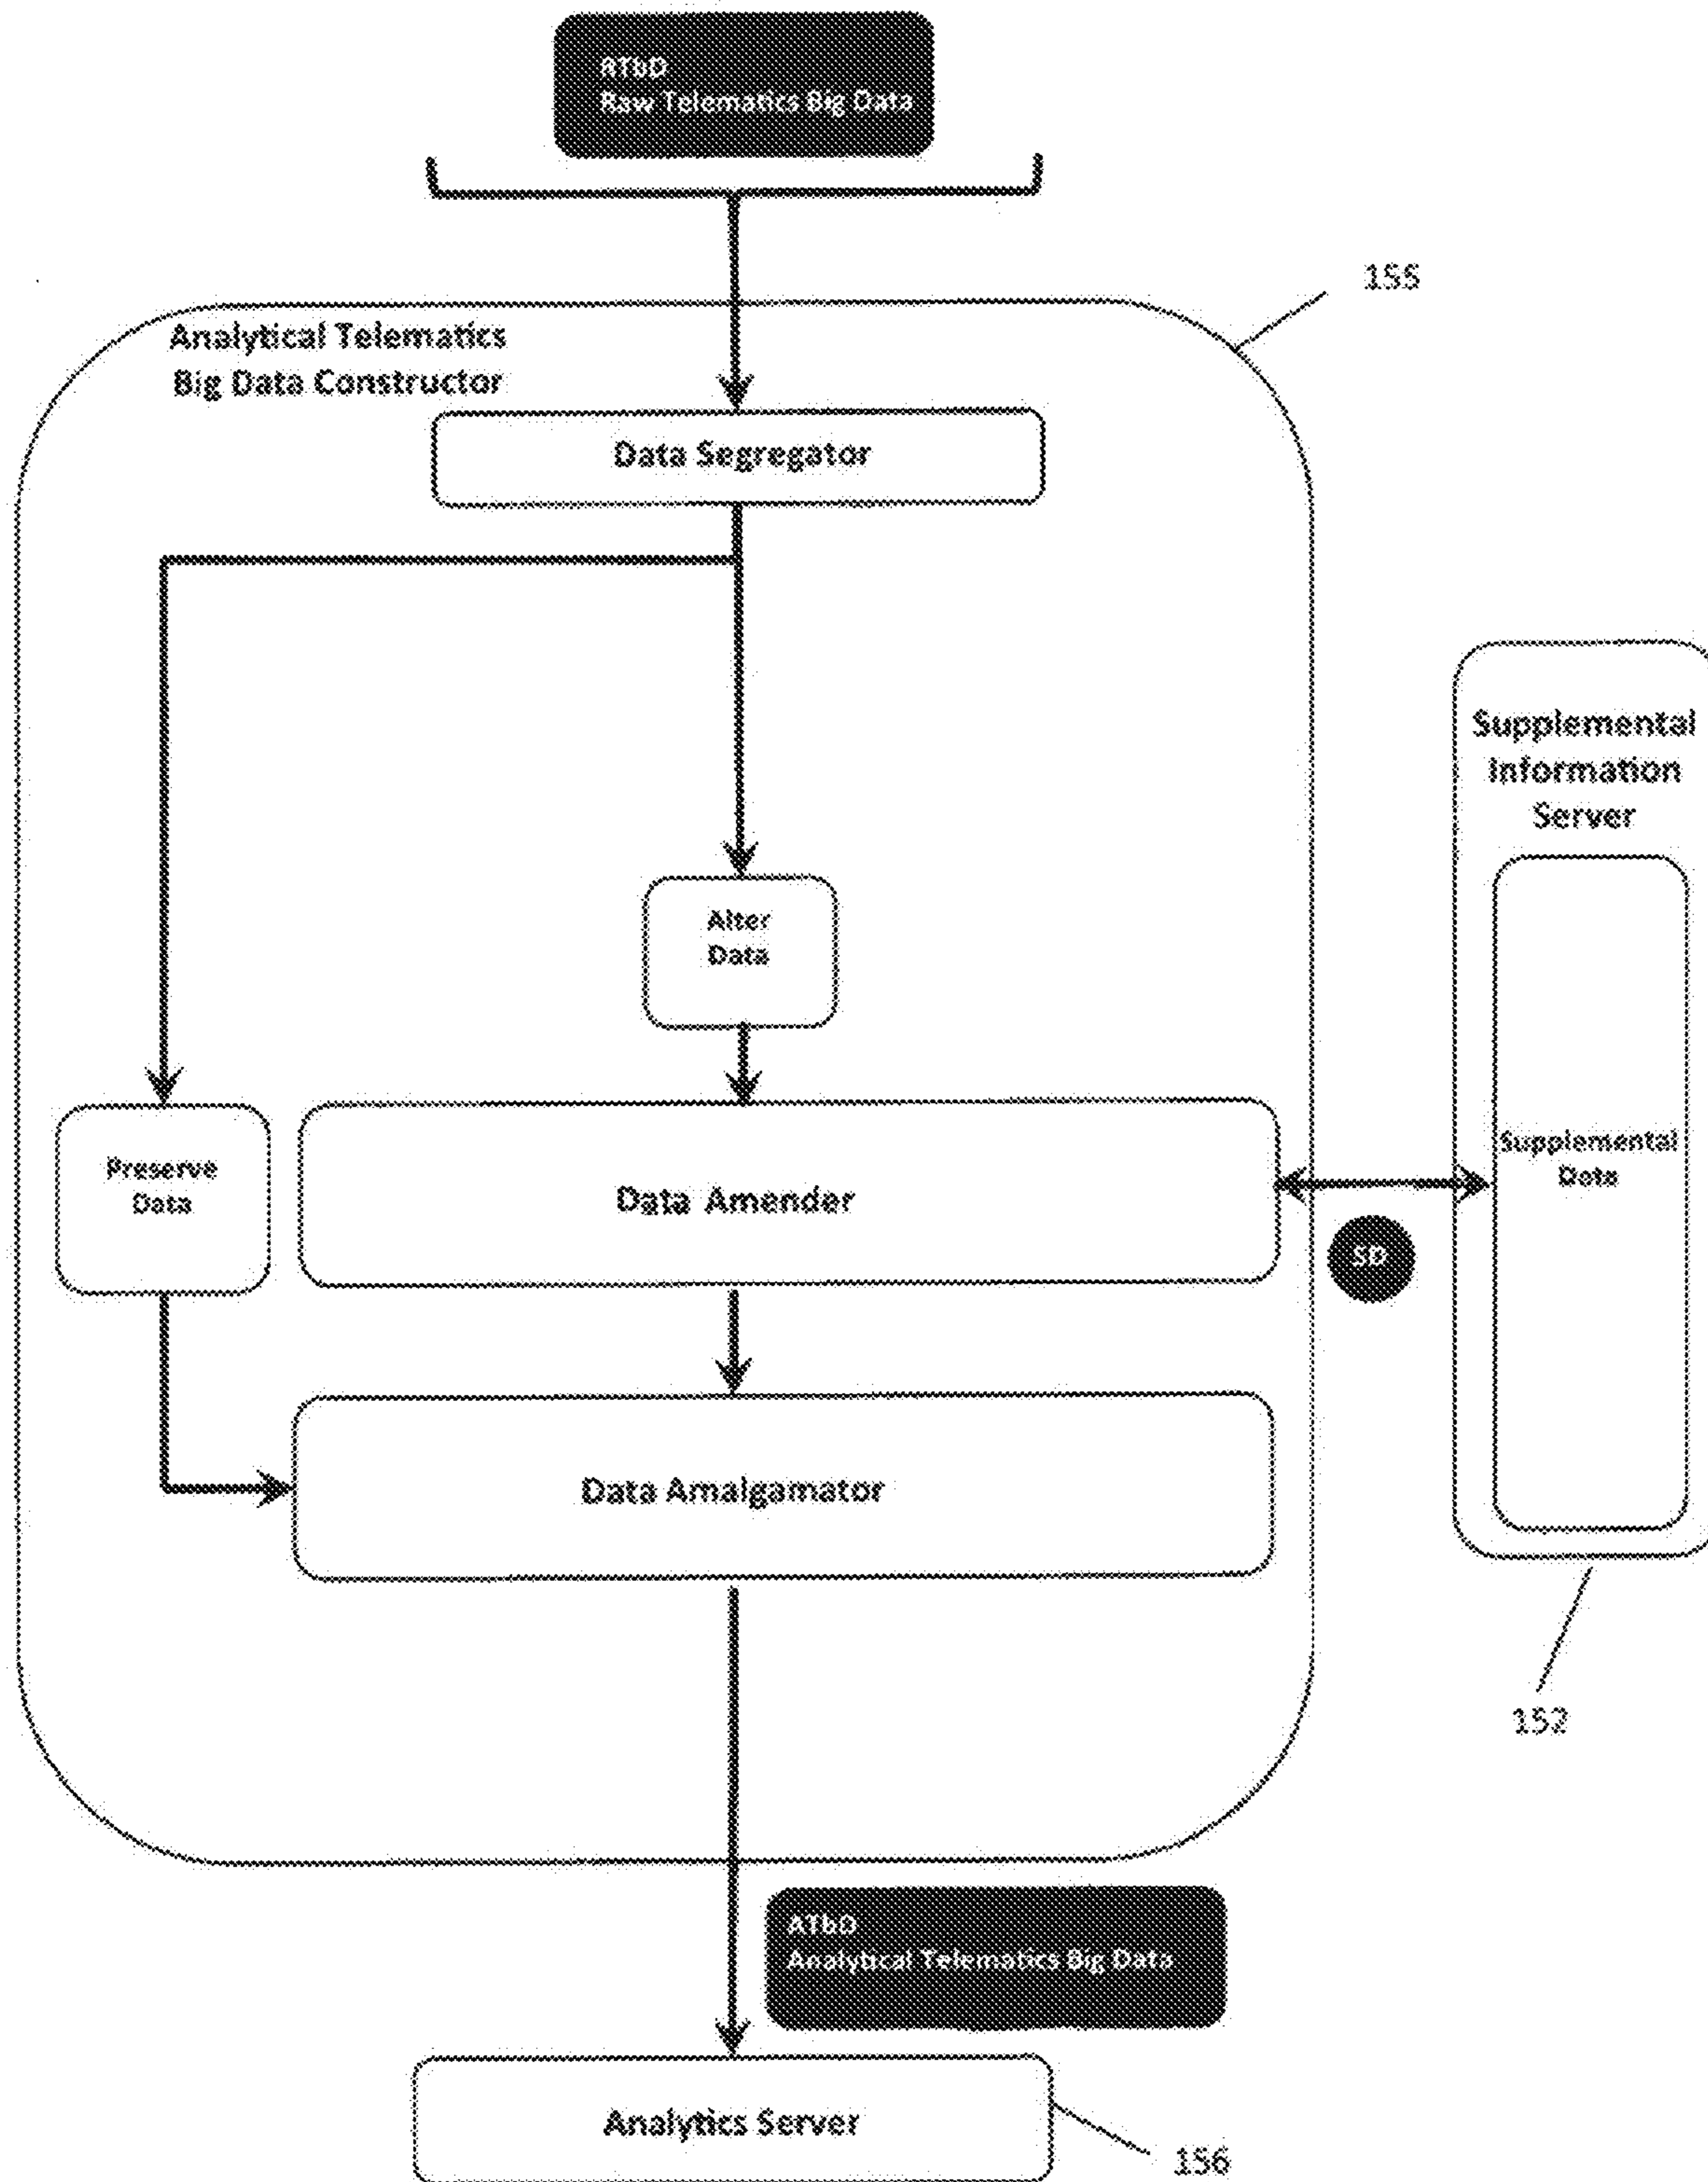 RTbD
Raw Telematics Big Data
155
Analytical Telematics
Big Data Constructor
Data Segregator
Supplemental
Information
Server
Alter
Data
Supplemental
Data
Preserve
Data
Data Amender
SD
Data Amalgamator
152
ATbD
Analytical Telematics Big Data
Analytics Server
156